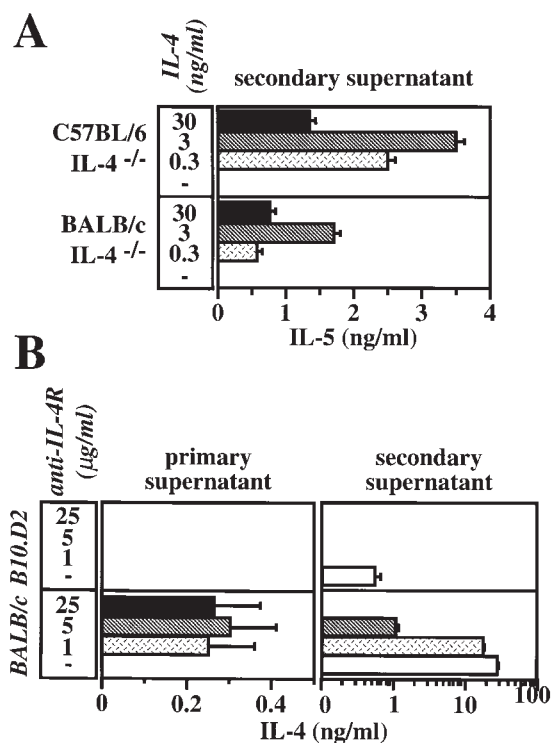 A
IL-4
(ng/ml)
secondary supernatant
C57BL/6
IL-4 -/-
30
3
0.3
-
BALB/c
IL-4 -/-
30
3
0.3
-
0 1 2 3 4
IL-5 (ng/ml)
B
anti-IL-4R
(µg/ml)
primary
supernatant
secondary
supernatant
B10.D2
25
5
1
-
BALB/c
25
5
1
-
0 0.2 0.4
0 1 10 100
IL-4 (ng/ml)